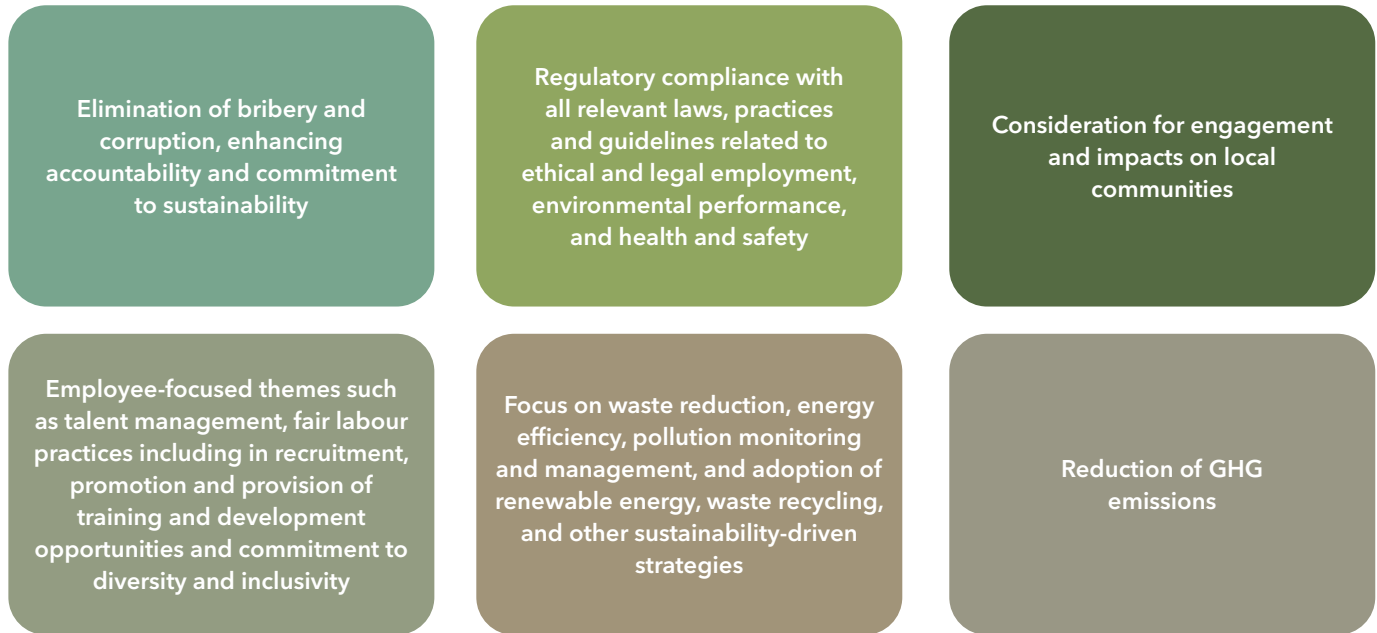 Elimination of bribery and
corruption, enhancing
accountability and commitment
to sustainability
Regulatory compliance with
all relevant laws, practices
and guidelines related to
ethical and legal employment,
environmental performance,
and health and safety
Consideration for engagement
and impacts on local
communities
Employee-focused themes such
as talent management, fair labour
practices including in recruitment,
promotion and provision of
training and development
opportunities and commitment to
diversity and inclusivity
Focus on waste reduction, energy
efficiency, pollution monitoring
and management, and adoption of
renewable energy, waste recycling,
and other sustainability-driven
strategies
Reduction of GHG
emissions